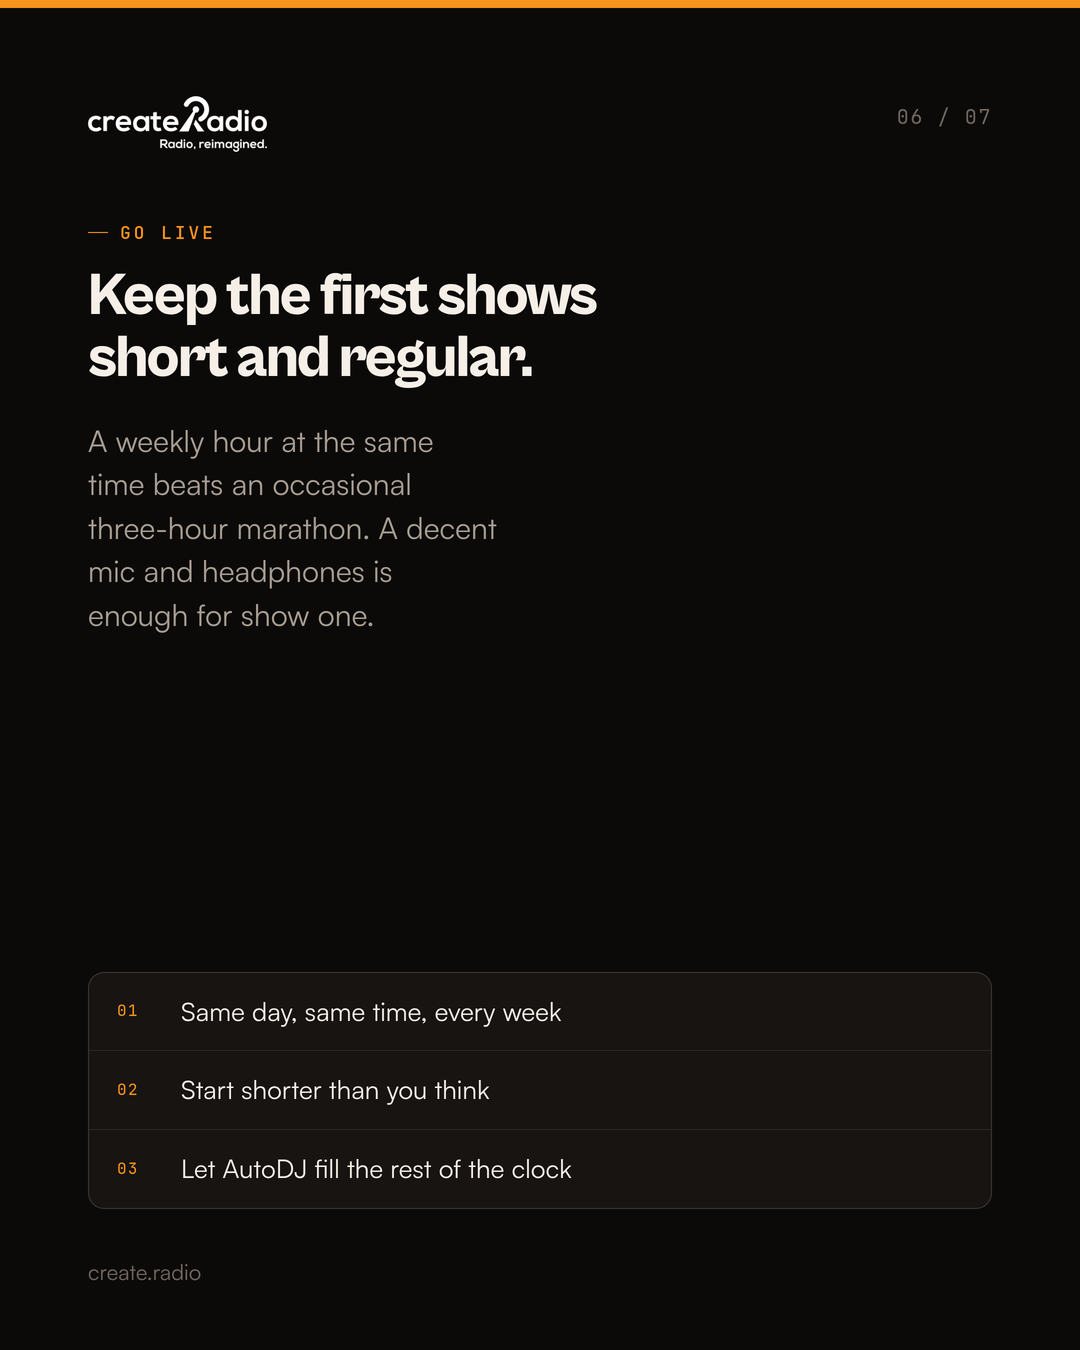 createRadio
Radio, reimagined.
06 / 07
— GO LIVE
Keep the first shows
short and regular.
A weekly hour at the same
time beats an occasional
three-hour marathon. A decent
mic and headphones is
enough for show one.
01 Same day, same time, every week
02 Start shorter than you think
03 Let AutoDJ fill the rest of the clock
create.radio